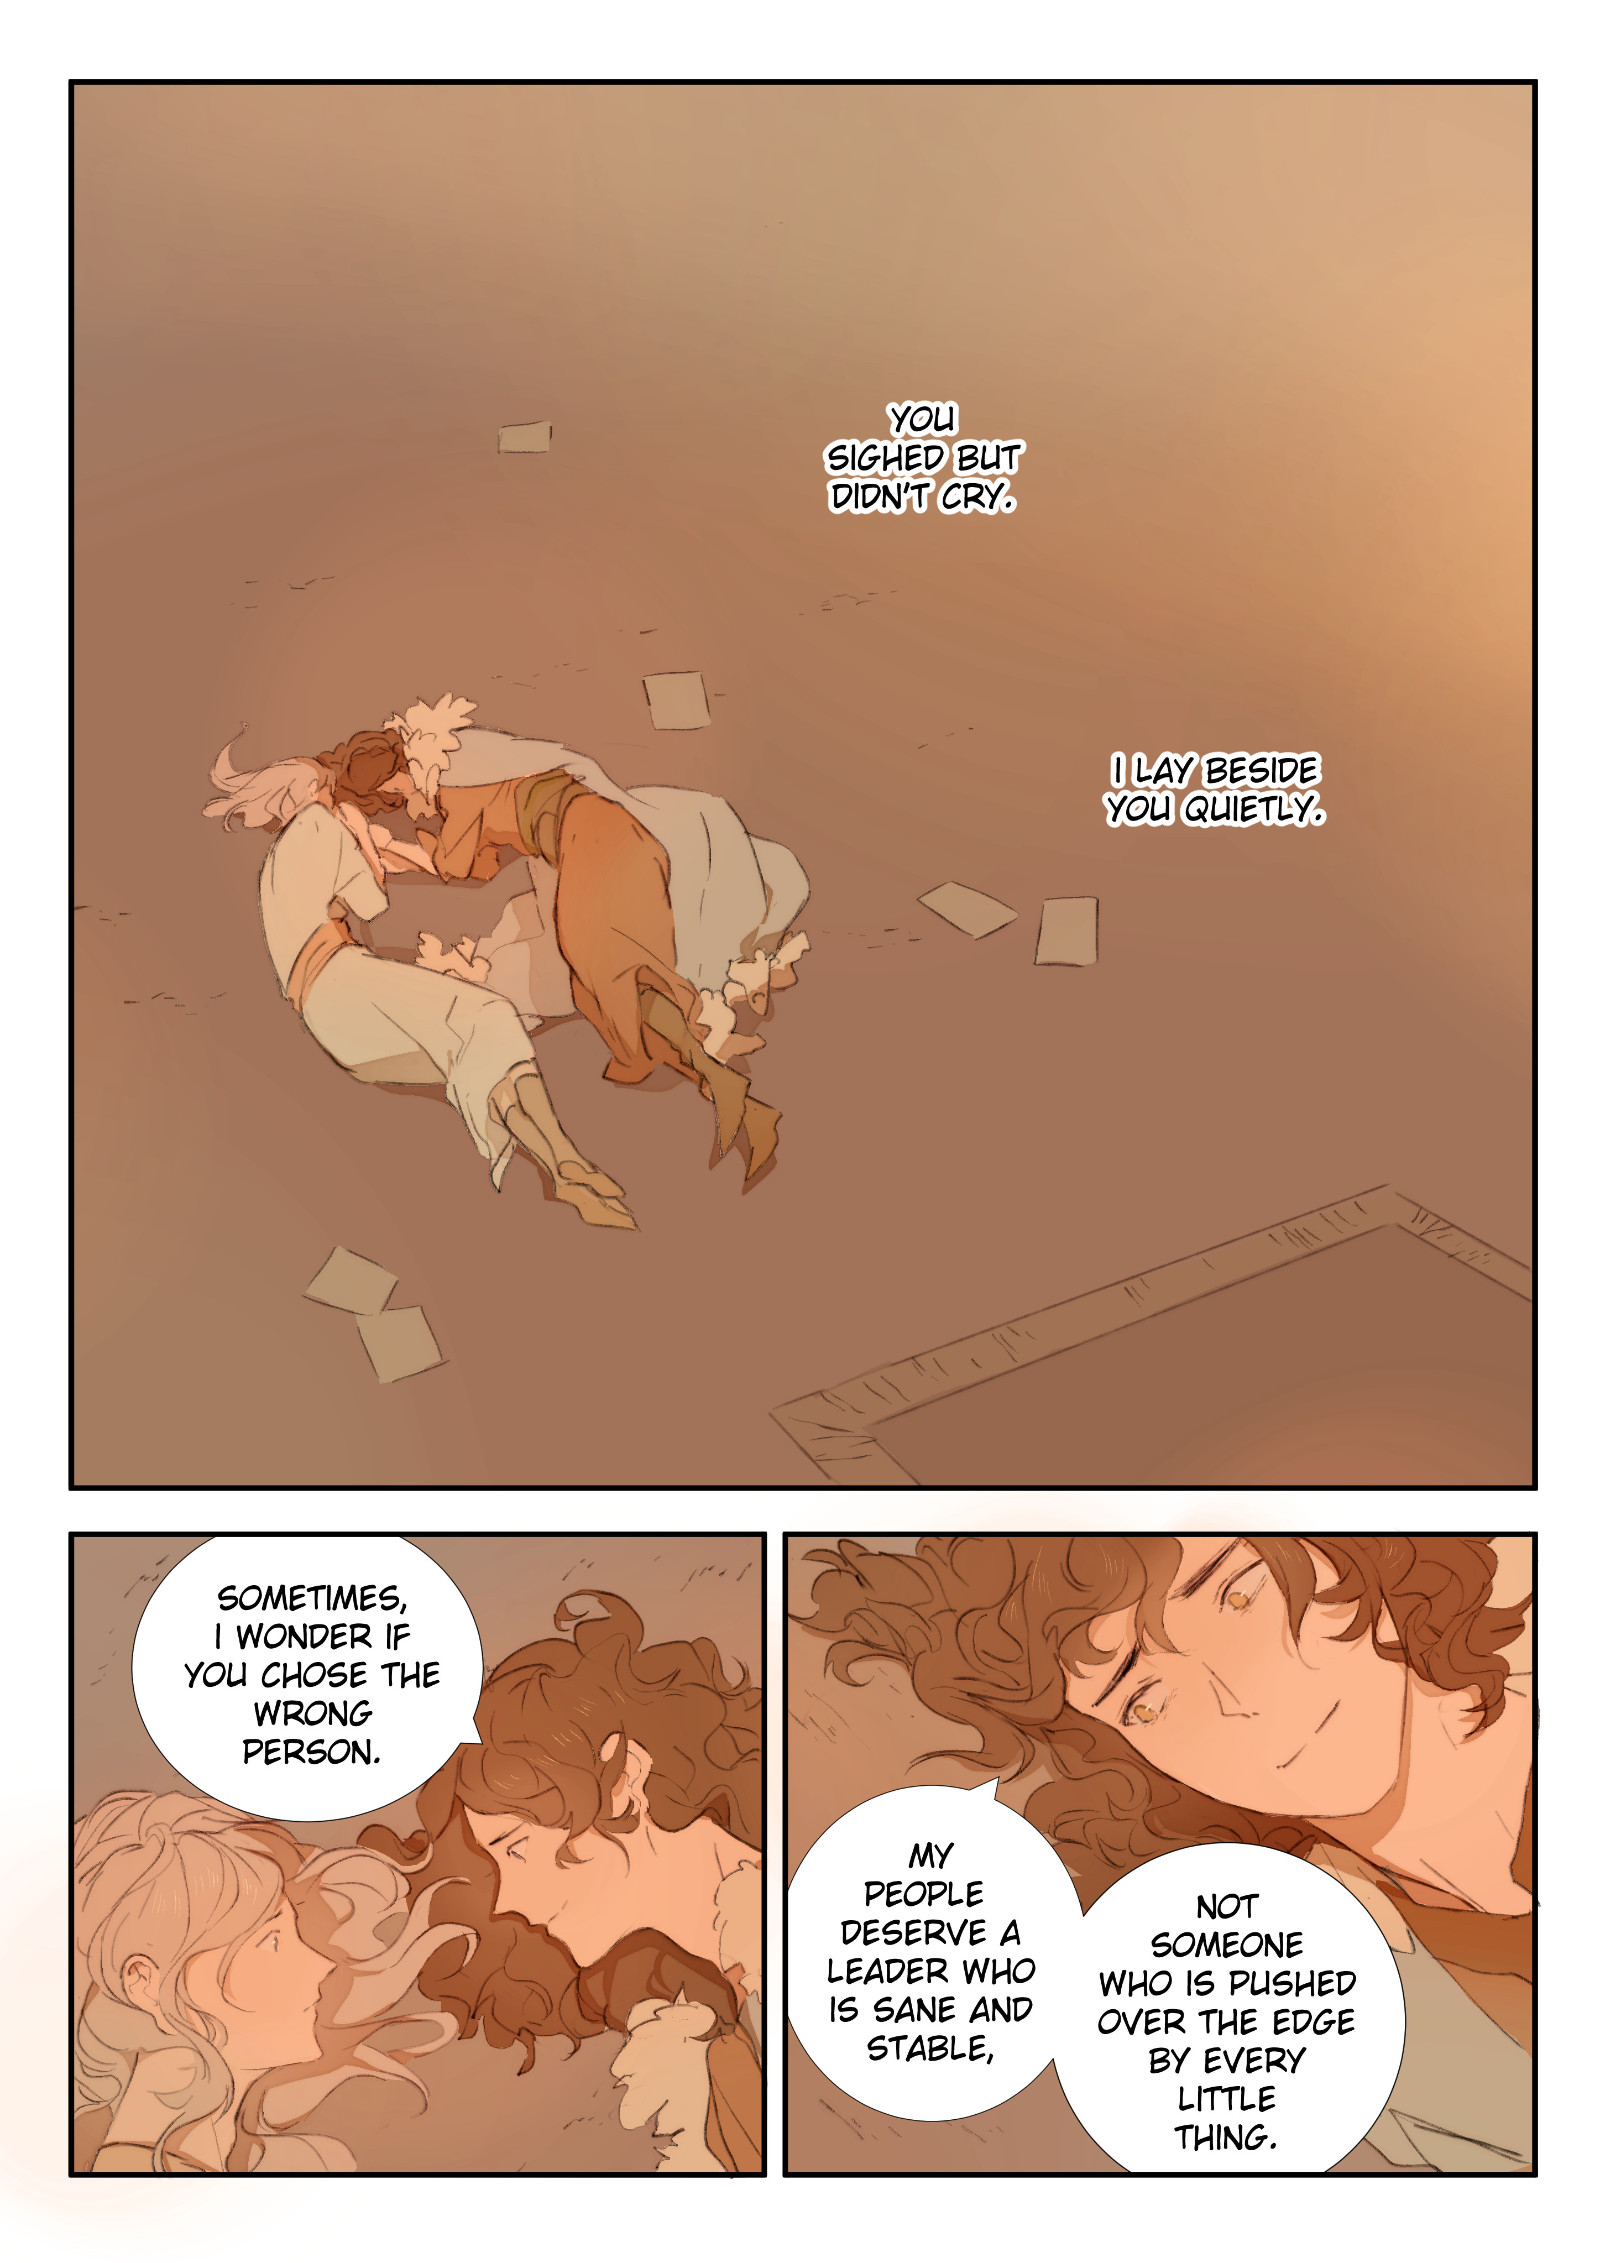 YOU
SIGHED BUT
DIDN'T CRY.
I LAY BESIDE
YOU QUIETLY.
SOMETIMES,
I WONDER IF
YOU CHOSE THE
WRONG
PERSON.
MY
PEOPLE
DESERVE A
LEADER WHO
IS SANE AND
STABLE,
NOT
SOMEONE
WHO IS PUSHED
OVER THE EDGE
BY EVERY
LITTLE
THING.